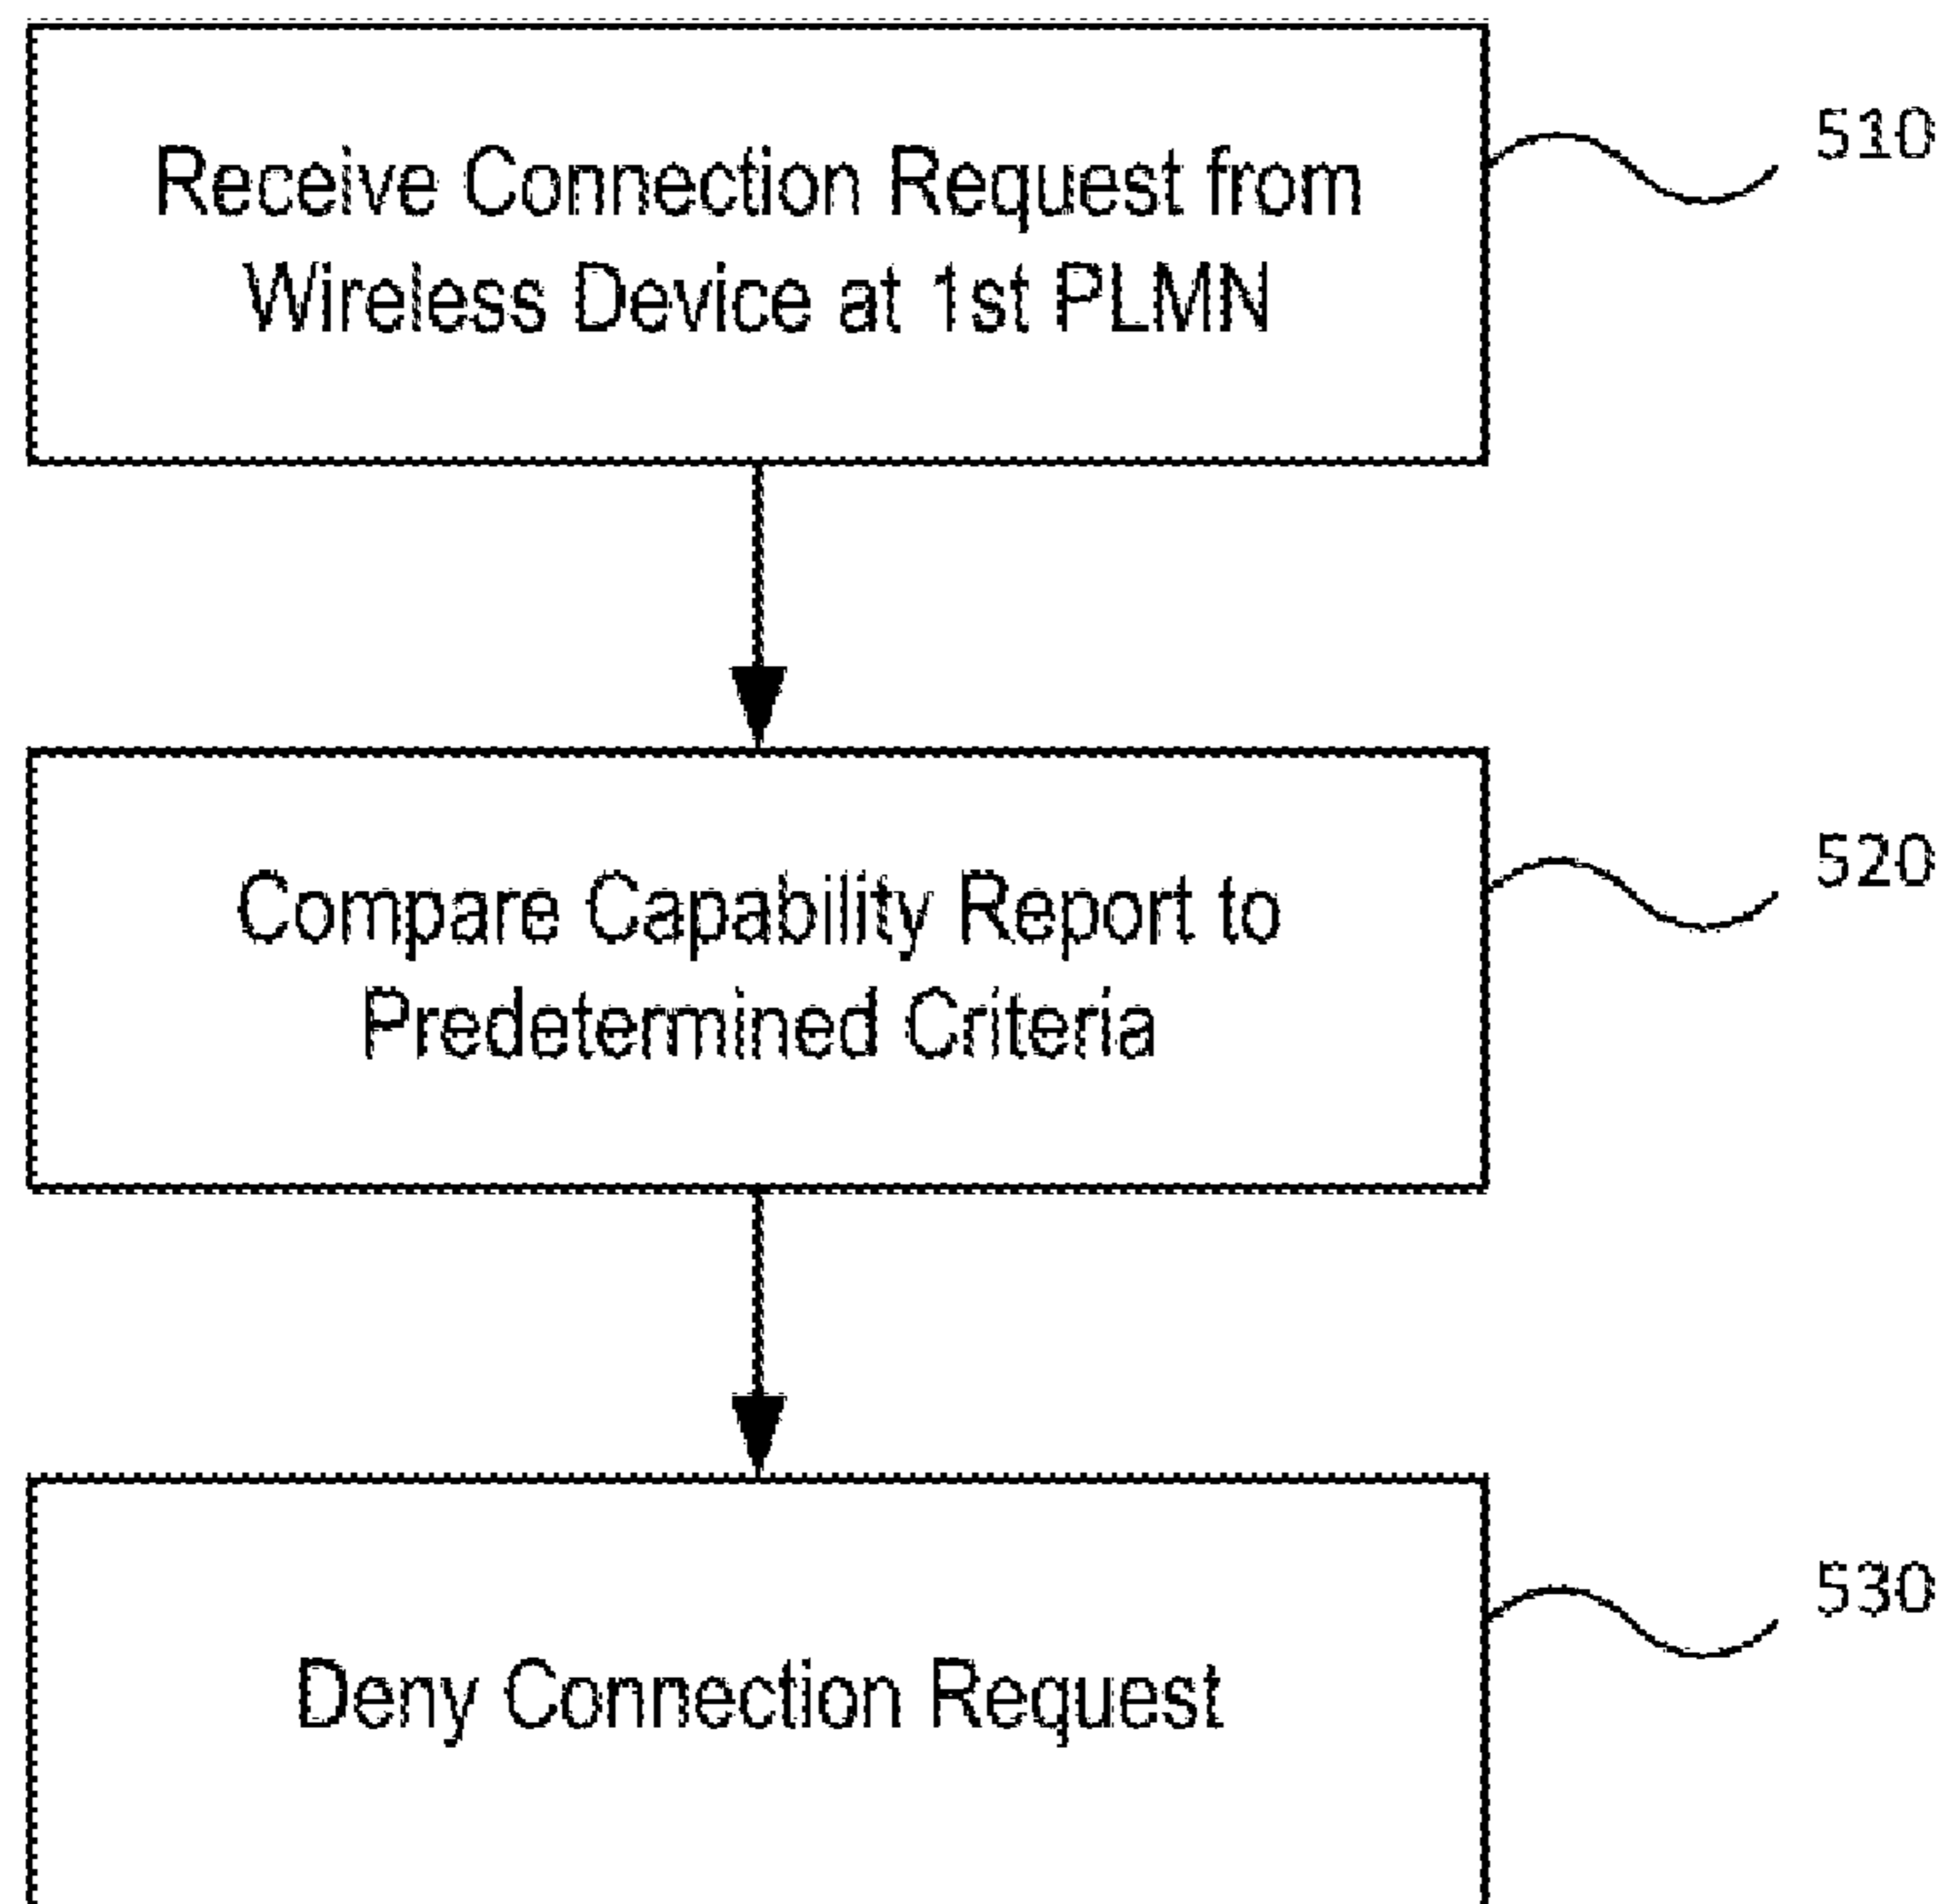 Receive Connection Request from
Wireless Device at 1st PLMN
510
Compare Capability Report to
Predetermined Criteria
520
Deny Connection Request
530